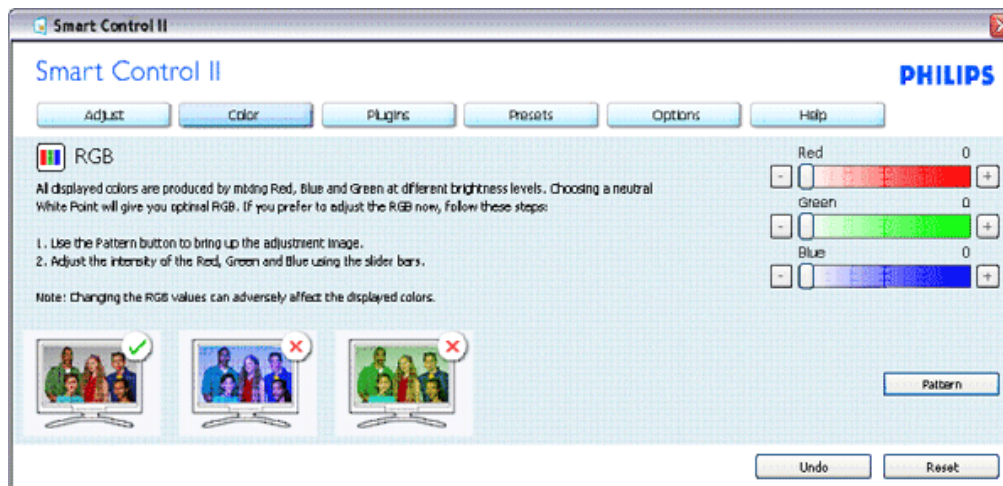 Smart Control II
Smart Control II
PHILIPS
Adjust Color Plugins Presets Options Help
RGB
All displayed colors are produced by mixing Red, Blue and Green at different brightness levels. Choosing a neutral
White Point will give you optimal RGB. If you prefer to adjust the RGB now, follow these steps:
1. Use the Pattern button to bring up the adjustment image.
2. Adjust the intensity of the Red, Green and Blue using the slider bars.
Note: Changing the RGB values can adversely affect the displayed colors.
Red 0
- +
Green 0
- +
Blue 0
- +
Pattern
Undo Reset